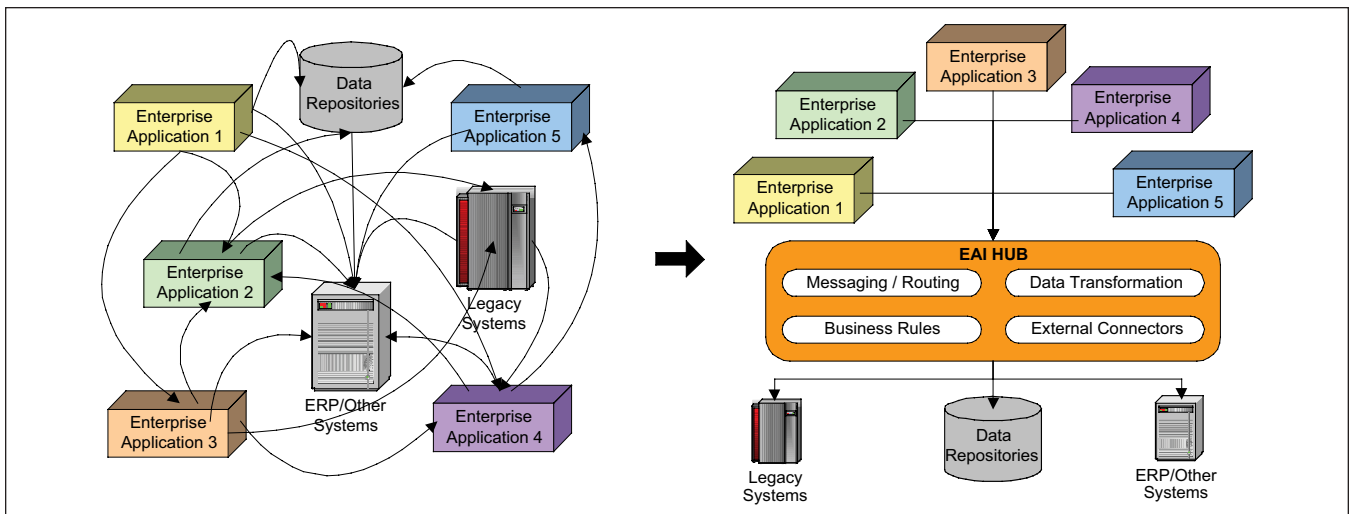 Data
Repositories
Enterprise
Application 1
Enterprise
Application 5
Enterprise
Application 2
Legacy
Systems
ERP/Other
Systems
Enterprise
Application 3
Enterprise
Application 4
Enterprise
Application 3
Enterprise
Application 2
Enterprise
Application 4
Enterprise
Application 1
Enterprise
Application 5
EAI HUB
Messaging / Routing
Data Transformation
Business Rules
External Connectors
Legacy
Systems
Data
Repositories
ERP/Other
Systems